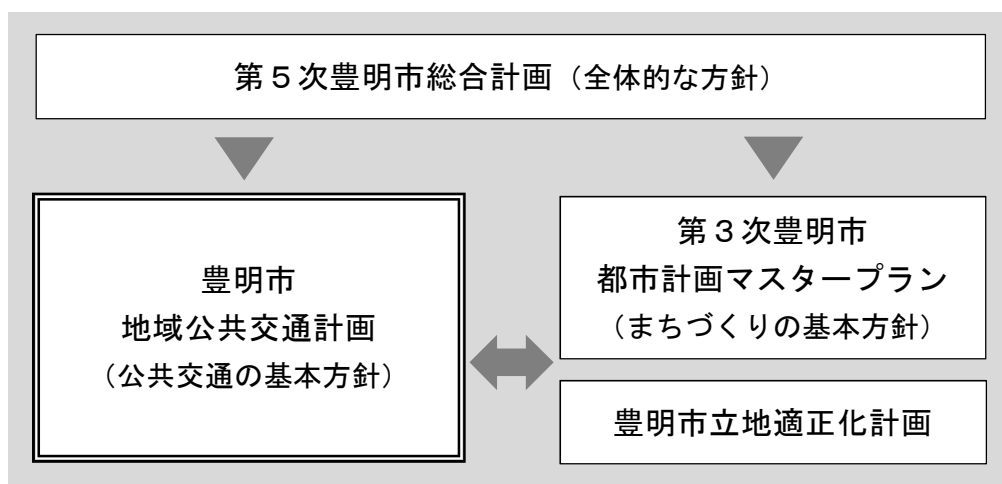 第５次豊明市総合計画（全体的な方針）
豊明市
地域公共交通計画
（公共交通の基本方針）
第３次豊明市
都市計画マスタープラン
（まちづくりの基本方針）
豊明市立地適正化計画